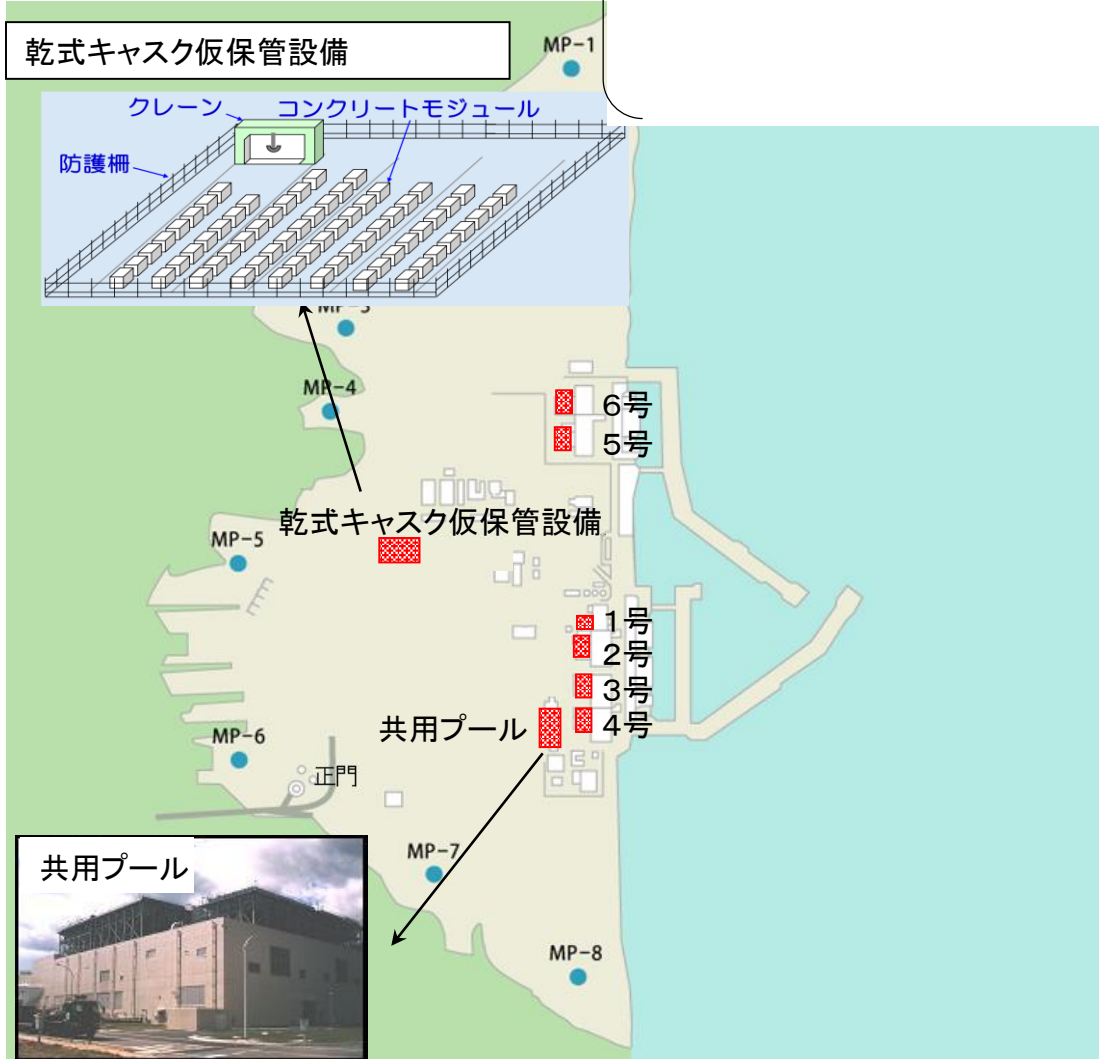 乾式キャスク仮保管設備
MP-1
クレーン
コンクリートモジュール
防護柵
MP-3
MP-4
6号
5号
乾式キャスク仮保管設備
MP-5
1号
2号
3号
共用プール
4号
MP-6
正門
MP-7
共用プール
MP-8